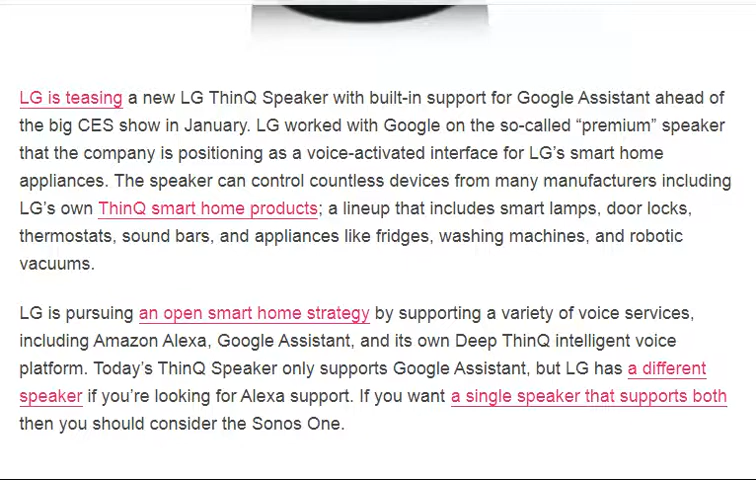 LG is teasing a new LG ThinQ Speaker with built-in support for Google Assistant ahead of
the big CES show in January. LG worked with Google on the so-called “premium” speaker
that the company is positioning as a voice-activated interface for LG’s smart home
appliances. The speaker can control countless devices from many manufacturers including
LG’s own ThinQ smart home products; a lineup that includes smart lamps, door locks,
thermostats, sound bars, and appliances like fridges, washing machines, and robotic
vacuums.
LG is pursuing an open smart home strategy by supporting a variety of voice services,
including Amazon Alexa, Google Assistant, and its own Deep ThinQ intelligent voice
platform. Today’s ThinQ Speaker only supports Google Assistant, but LG has a different
speaker if you’re looking for Alexa support. If you want a single speaker that supports both
then you should consider the Sonos One.